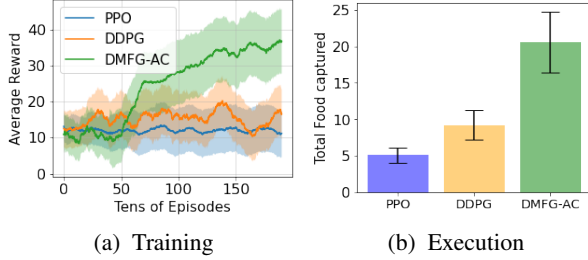 PPO
DDPG
DMFG-AC
Average Reward
40
30
20
10
0
0 50 100 150
Tens of Episodes
(a) Training
Total Food captured
25
20
15
10
5
0
PPO DDPG DMFG-AC
(b) Execution